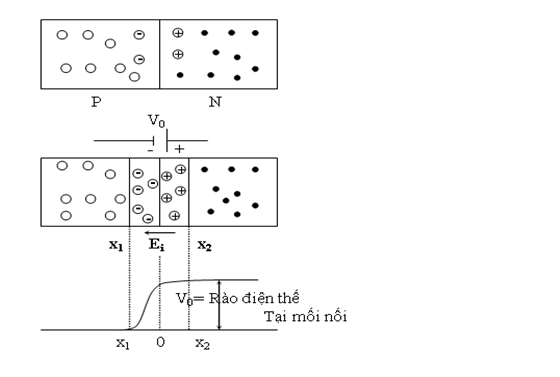 P N
V0
- +
x1 Ei x2
V0= Rào điện thế
Tại mối nối
x1 0 x2